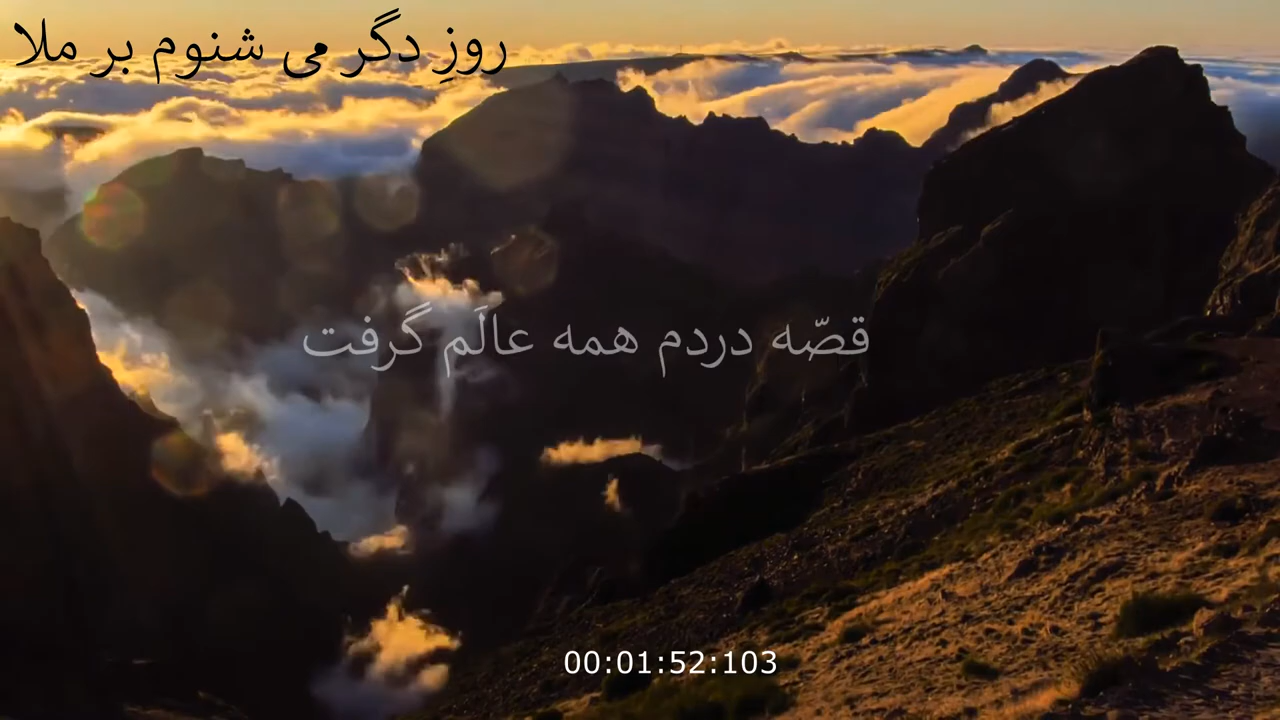 روزِ دگر می شنوم بر ملا
قصّه دردم همه عالَم گرفت
00:01:52:103